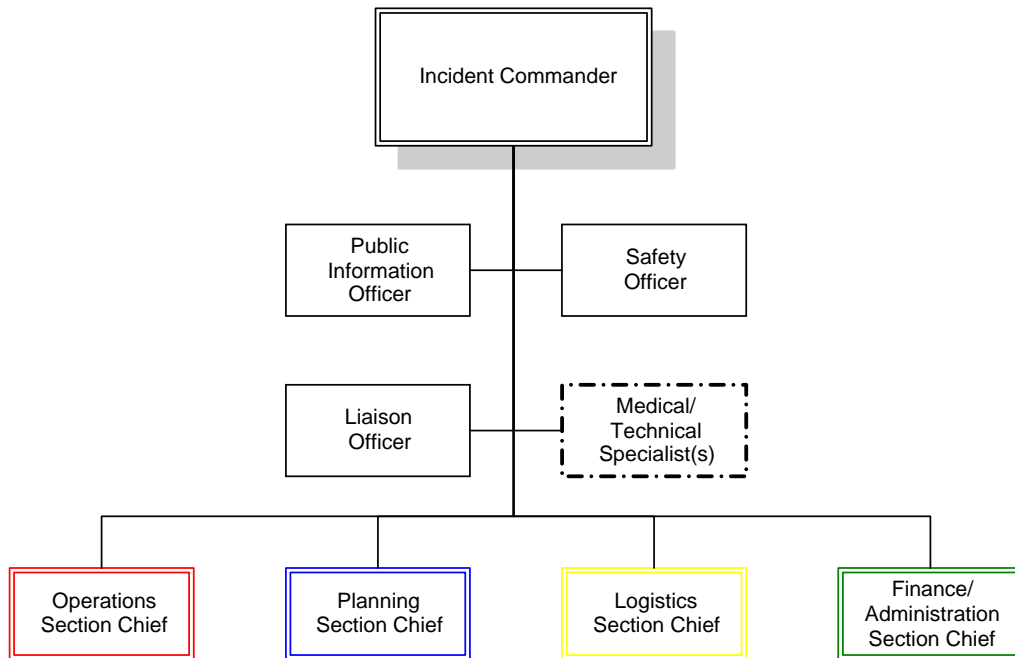 Incident Commander
Public
Information
Officer
Safety
Officer
Liaison
Officer
Medical/
Technical
Specialist(s)
Operations
Section Chief
Planning
Section Chief
Logistics
Section Chief
Finance/
Administration
Section Chief